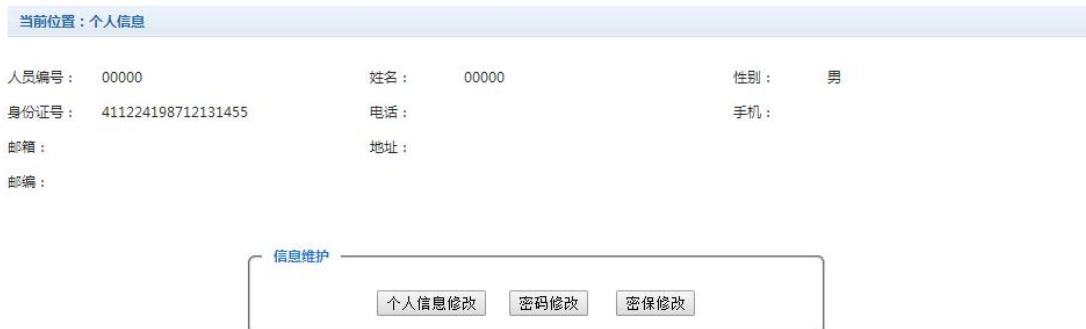 当前位置：个人信息
人员编号： 00000 姓名： 00000 性别： 男
身份证号： 411224198712131455 电话： 手机：
邮箱： 地址：
邮编：
信息维护
个人信息修改 密码修改 密保修改